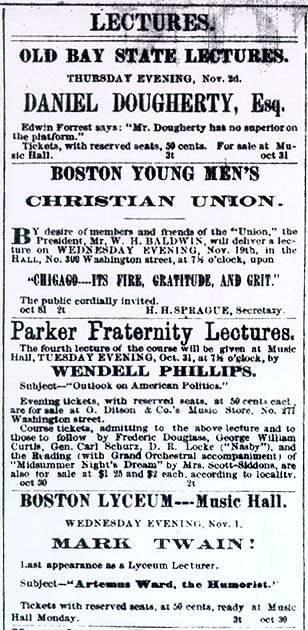 LECTURES.
OLD BAY STATE LECTURES.
THURSDAY EVENING, Nov. 2d.
DANIEL DOUGHERTY, Esq.
Edwin Forrest says: "Mr. Dougherty has no superior on
the platform."
Tickets, with reserved seats, 50 cents. For sale at Mu-
sic Hall. 3t oct 31
BOSTON YOUNG MEN'S
CHRISTIAN UNION.
BY desire of members and friends of the "Union," the
President, Mr. W. H. BALDWIN, will deliver a lec-
ture on WEDNESDAY EVENING, Nov. 19th, in the
HALL, No. 300 Washington street, at 7½ o'clock, upon
"CHICAGO----ITS FIRE, GRATITUDE, AND GRIT."
The public cordially invited.
oct 31 2t H. H. SPRAGUE, Secretary.
Parker Fraternity Lectures.
The fourth lecture of the course will be given at Music
Hall, TUESDAY EVENING, Oct. 31, at 7½ o'clock, by
WENDELL PHILLIPS.
Subject—"Outlook on American Politics."
Evening tickets, with reserved seats, at 50 cents each,
are for sale at O. Ditson & Co.'s Music Store, No. 277
Washington street.
Course tickets, admitting to the above lecture and to
those to follow by Frederic Douglass, George William
Curtis, Gen. Carl Schurz, D. R. Locke ("Nasby"), and
the Reading (with Grand Orchestral accompaniment) of
"Midsummer Night's Dream" by Mrs. Scott-Siddons, are
also for sale at $1 25 and $2 each, according to locality.
oct 30 2t
BOSTON LYCEUM---Music Hall.
WEDNESDAY EVENING, Nov. 1.
MARK TWAIN!
Last appearance as a Lyceum Lecturer.
Subject—"Artemus Ward, the Humorist."
Tickets with reserved seats, at 50 cents, ready at Music
Hall Monday. 3t oct 30